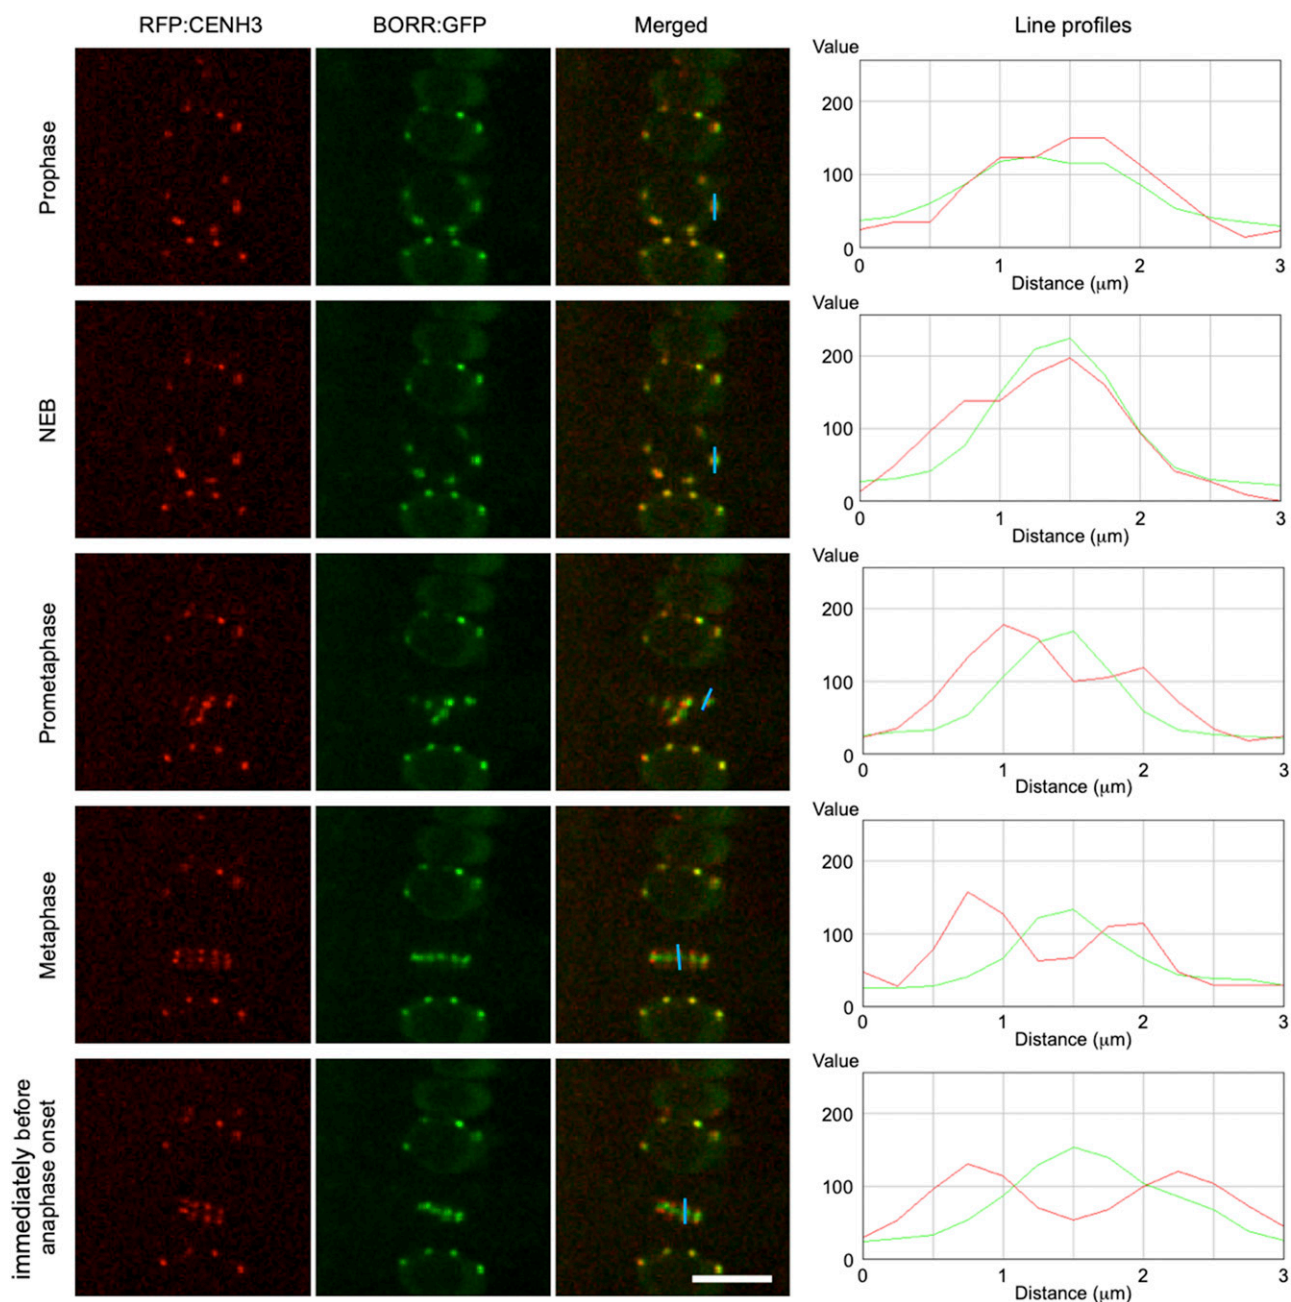 RFP:CENH3 BORR:GFP Merged Line profiles
Prophase
Value
200
100
0
0 1 2 3
Distance (μm)
NEB
Value
200
100
0
0 1 2 3
Distance (μm)
Prometaphase
Value
200
100
0
0 1 2 3
Distance (μm)
Metaphase
Value
200
100
0
0 1 2 3
Distance (μm)
immediately before
anaphase onset
Value
200
100
0
0 1 2 3
Distance (μm)